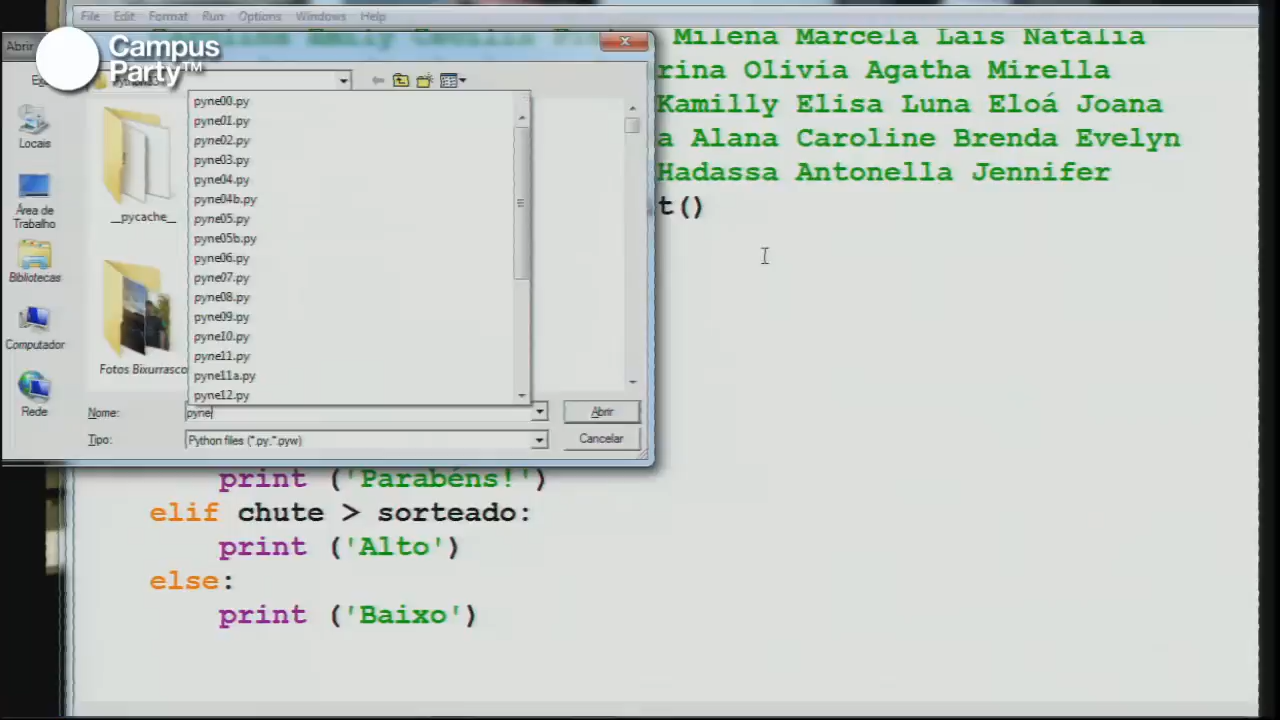 File Edit Format Run Options Windows Help
Milena Marcela Lais Natalia
Abrir
Campus
Party™
rina Olivia Agatha Mirella
Kamilly Elisa Luna Eloá Joana
a Alana Caroline Brenda Evelyn
Hadassa Antonella Jennifer
t()
Locais
Área de
Trabalho
Bibliotecas
Computador
Rede
__pycache__
Fotos Bixurrasco
pyne00.py
pyne01.py
pyne02.py
pyne03.py
pyne04.py
pyne04b.py
pyne05.py
pyne05b.py
pyne06.py
pyne07.py
pyne08.py
pyne09.py
pyne10.py
pyne11.py
pyne11a.py
pyne12.py
Nome: pyne Abrir
Tipo: Python files (*.py,*.pyw) Cancelar
print ('Parabéns!')
elif chute > sorteado:
print ('Alto')
else:
print ('Baixo')